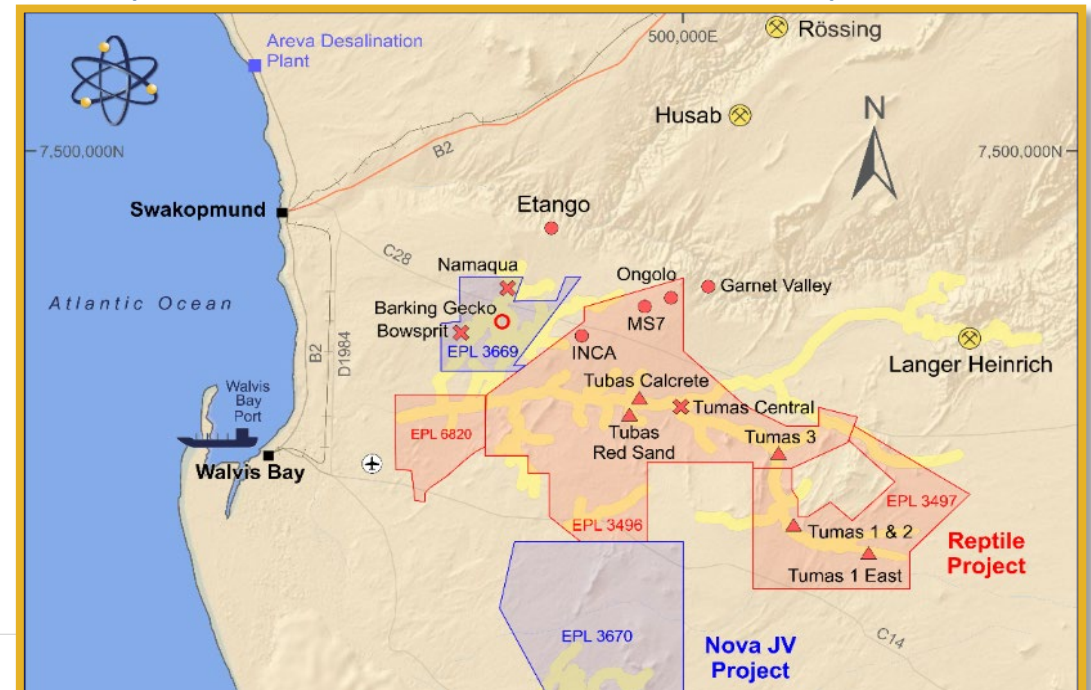 Areva Desalination
Plant
500,000E
Rössing
Husab
N
7,500,000N
7,500,000N
B2
Swakopmund
Etango
C28
Namaqua
Ongolo
Garnet Valley
Atlantic Ocean
Barking Gecko
MS7
Bowsprit
INCA
EPL 3669
B2
D1984
Langer Heinrich
Tubas Calcrete
Walvis
Bay
Port
Tumas Central
EPL 6820
Tubas
Red Sand
Tumas 3
Walvis Bay
EPL 3497
EPL 3496
Tumas 1 & 2
Reptile
Project
Tumas 1 East
EPL 3670
C14
Nova JV
Project